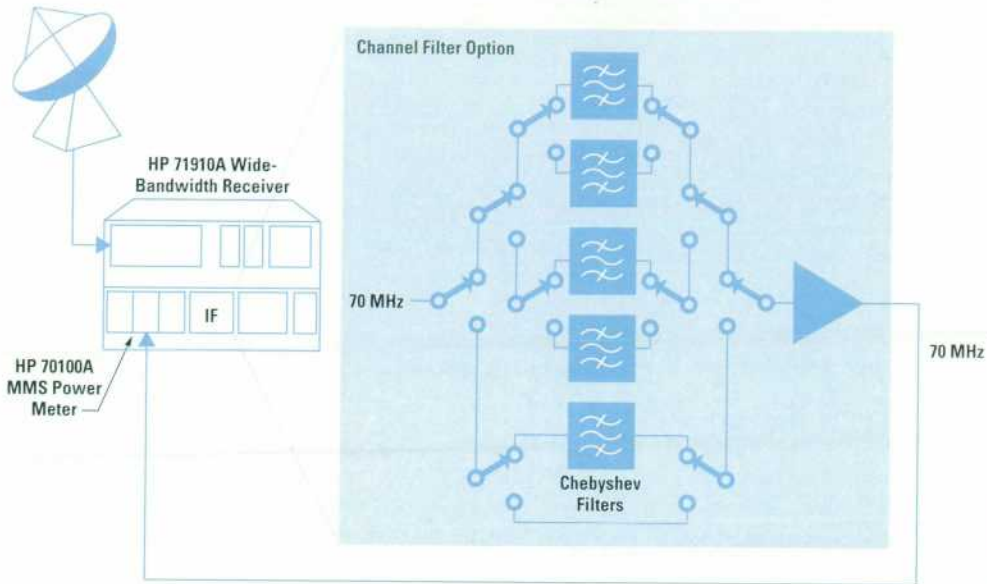 Channel Filter Option
HP 71910A Wide-
Bandwidth Receiver
IF
HP 70100A
MMS Power
Meter
70 MHz
70 MHz
Chebyshev
Filters